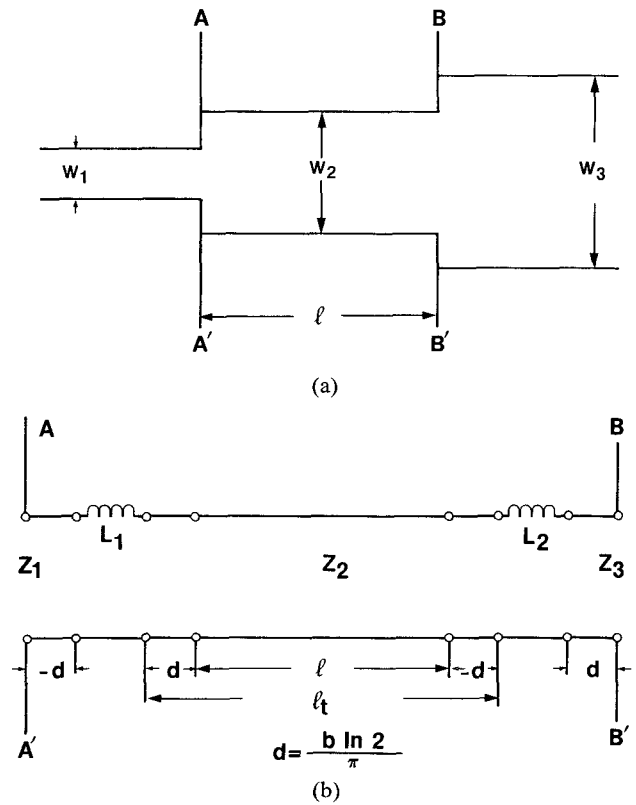 A B
W1 W2 W3
ℓ
A′ B′
(a)
A B
L1 L2
Z1 Z2 Z3
-d d ℓ -d d
ℓt
A′ B′
d= b ln 2 / π
(b)